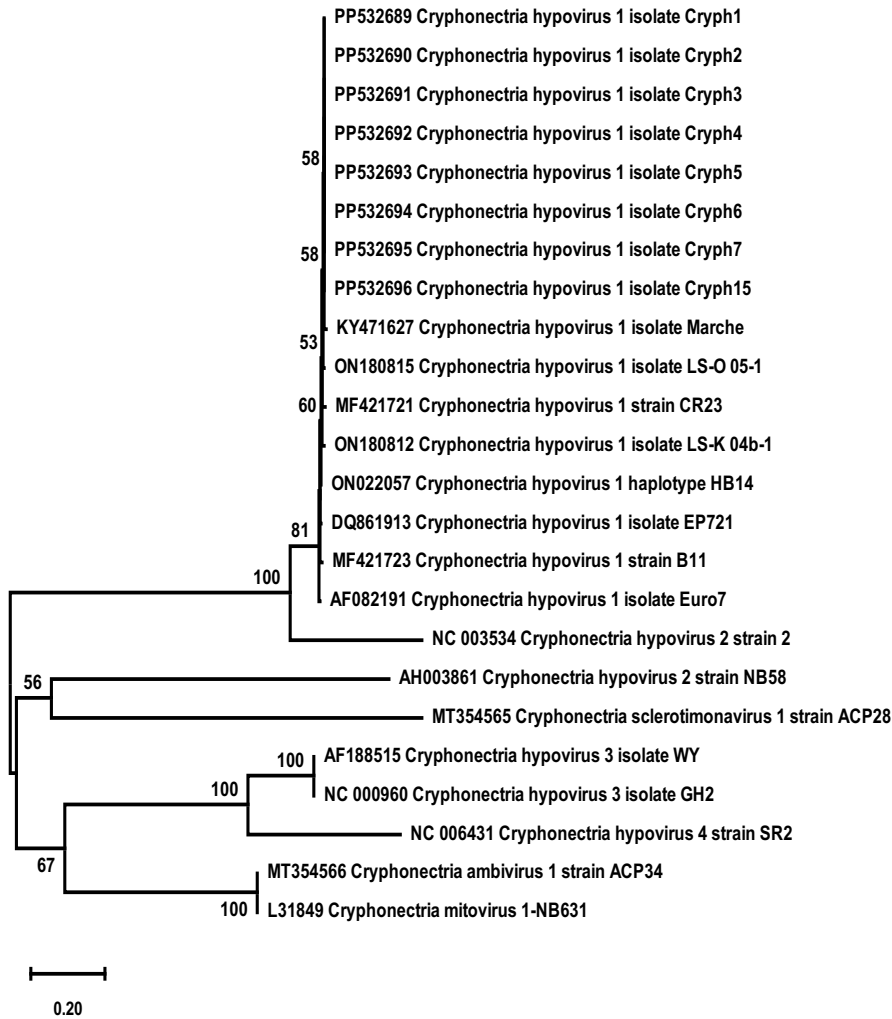 PP532689 Cryphonectria hypovirus 1 isolate Cryph1
PP532690 Cryphonectria hypovirus 1 isolate Cryph2
PP532691 Cryphonectria hypovirus 1 isolate Cryph3
PP532692 Cryphonectria hypovirus 1 isolate Cryph4
58
PP532693 Cryphonectria hypovirus 1 isolate Cryph5
PP532694 Cryphonectria hypovirus 1 isolate Cryph6
58
PP532695 Cryphonectria hypovirus 1 isolate Cryph7
PP532696 Cryphonectria hypovirus 1 isolate Cryph15
KY471627 Cryphonectria hypovirus 1 isolate Marche
53
ON180815 Cryphonectria hypovirus 1 isolate LS-O 05-1
60
MF421721 Cryphonectria hypovirus 1 strain CR23
ON180812 Cryphonectria hypovirus 1 isolate LS-K 04b-1
ON022057 Cryphonectria hypovirus 1 haplotype HB14
DQ861913 Cryphonectria hypovirus 1 isolate EP721
81
MF421723 Cryphonectria hypovirus 1 strain B11
100
AF082191 Cryphonectria hypovirus 1 isolate Euro7
NC 003534 Cryphonectria hypovirus 2 strain 2
56
AH003861 Cryphonectria hypovirus 2 strain NB58
MT354565 Cryphonectria sclerotimonavirus 1 strain ACP28
100
AF188515 Cryphonectria hypovirus 3 isolate WY
100
NC 000960 Cryphonectria hypovirus 3 isolate GH2
NC 006431 Cryphonectria hypovirus 4 strain SR2
67
MT354566 Cryphonectria ambivirus 1 strain ACP34
100
L31849 Cryphonectria mitovirus 1-NB631
0.20